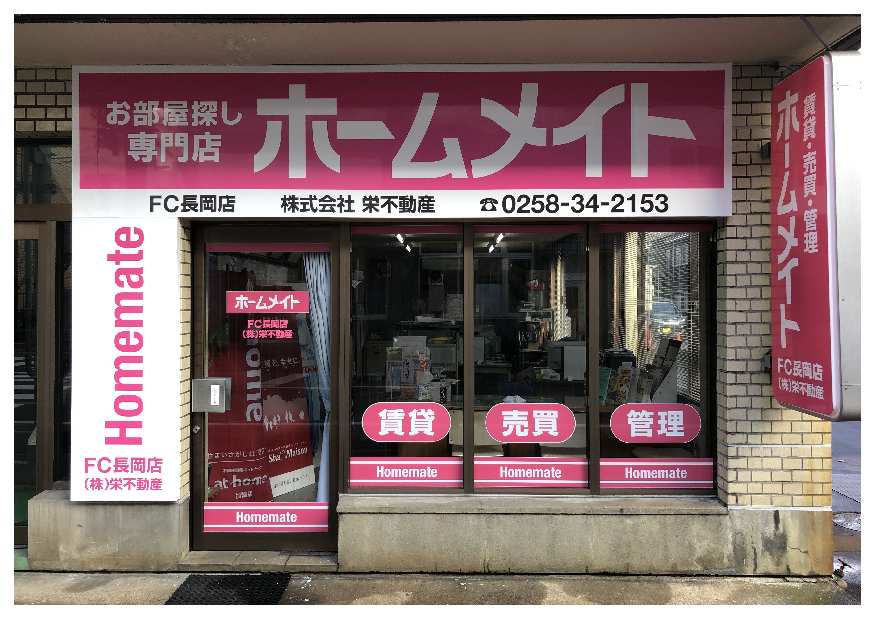 お部屋探し
専門店
ホームメイト
FC長岡店 株式会社 栄不動産 ☎0258-34-2153
Homemate
FC長岡店
(株)栄不動産
ホームメイト
FC長岡店
(株)栄不動産
Sha Maison
at home
Homemate
賃貸
売買
管理
Homemate
Homemate
Homemate
賃貸・売買・管理
ホームメイト
FC長岡店
(株)栄不動産